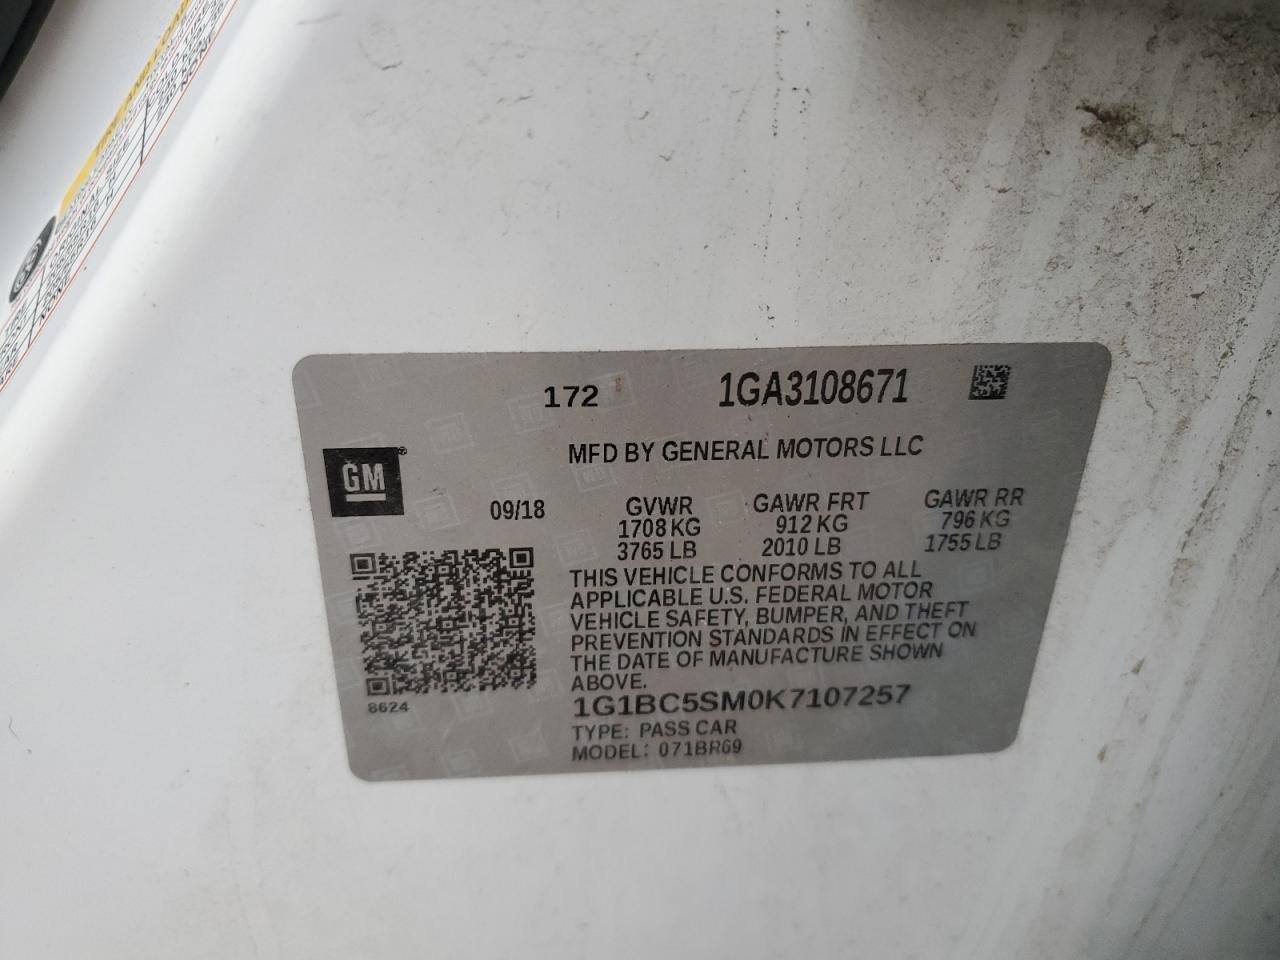 172
1GA3108671
MFD BY GENERAL MOTORS LLC
GM
09/18
GVWR
1708 KG
3765 LB
GAWR FRT
912 KG
2010 LB
GAWR RR
796 KG
1755 LB
THIS VEHICLE CONFORMS TO ALL
APPLICABLE U.S. FEDERAL MOTOR
VEHICLE SAFETY, BUMPER, AND THEFT
PREVENTION STANDARDS IN EFFECT ON
THE DATE OF MANUFACTURE SHOWN
ABOVE.
8624
1G1BC5SM0K7107257
TYPE: PASS CAR
MODEL: 071BR69